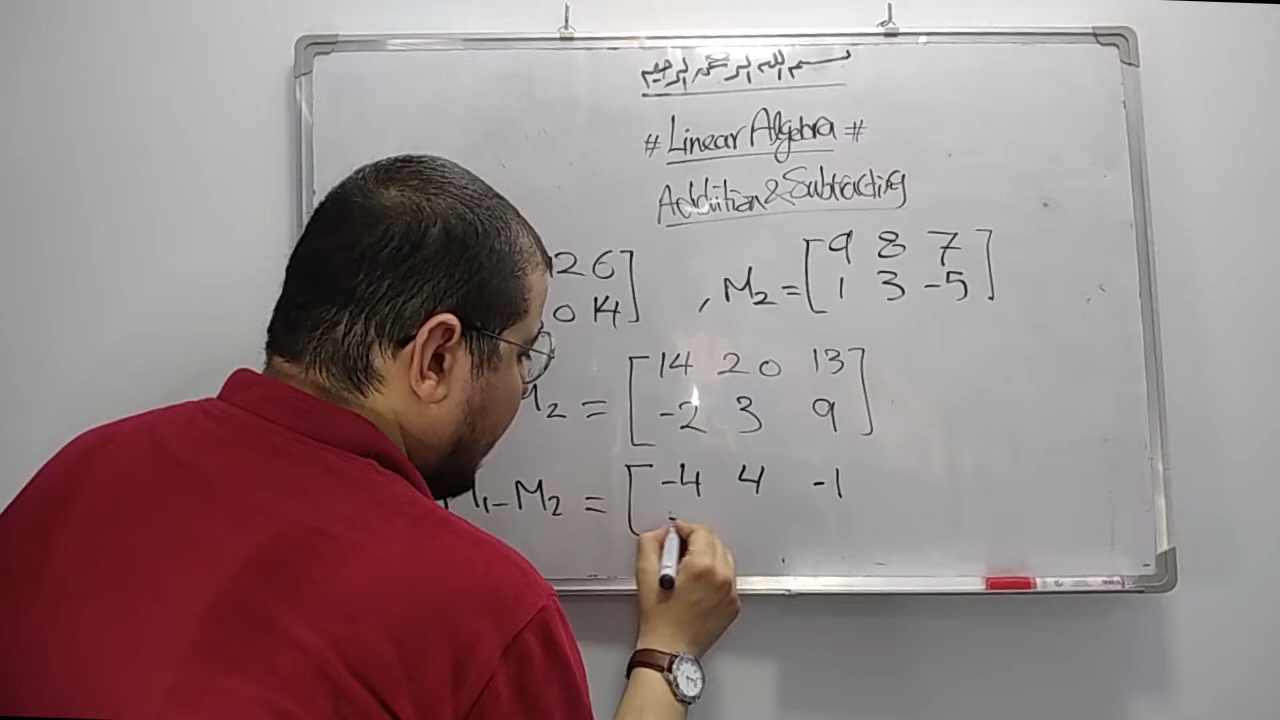 بسم الله الرحمن الرحيم
# Linear Algebra #
Addition & Subtracting
2 6] , M₂ = [9 8 7
0 14] 1 3 -5]
M₂ = [14 20 13
-2 3 9]
M₁ - M₂ = [-4 4 -1
-